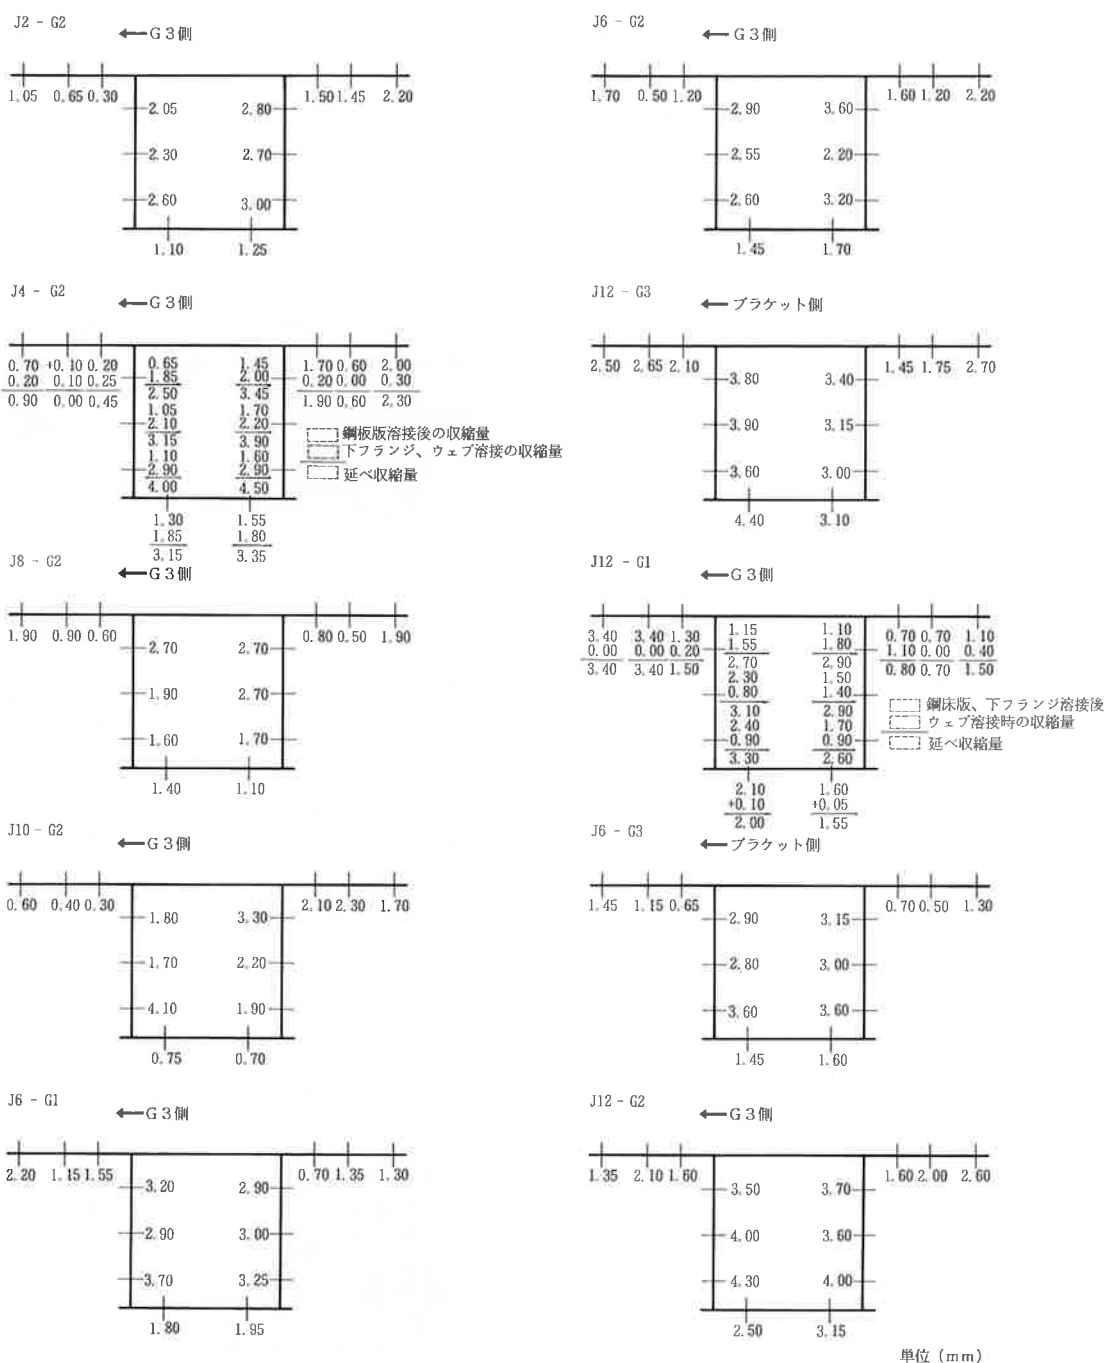 J2 - G2
←G3側
1.05 0.65 0.30
1.50 1.45 2.20
2.05 2.80
2.30 2.70
2.60 3.00
1.10 1.25
J4 - G2
←G3側
0.70 +0.10 0.20
0.20 0.10 0.25
0.90 0.00 0.45
0.65 1.45
1.85 2.00
2.50 3.45
1.05 1.70
2.10 2.20
3.15 3.90
1.10 1.60
2.90 2.90
4.00 4.50
1.70 0.60 2.00
0.20 0.00 0.30
1.90 0.60 2.30
鋼板版溶接後の収縮量
下フランジ、ウェブ溶接の収縮量
延べ収縮量
1.30 1.55
1.85 1.80
3.15 3.35
J8 - G2
←G3側
1.90 0.90 0.60
0.80 0.50 1.90
2.70 2.70
1.90 2.70
1.60 1.70
1.40 1.10
J10 - G2
←G3側
0.60 0.40 0.30
2.10 2.30 1.70
1.80 3.30
1.70 2.20
4.10 1.90
0.75 0.70
J6 - G1
←G3側
2.20 1.15 1.55
0.70 1.35 1.30
3.20 2.90
2.90 3.00
3.70 3.25
1.80 1.95
J6 - G2
←G3側
1.70 0.50 1.20
1.60 1.20 2.20
2.90 3.60
2.55 2.20
2.60 3.20
1.45 1.70
J12 - G3
←ブラケット側
2.50 2.65 2.10
1.45 1.75 2.70
3.80 3.40
3.90 3.15
3.60 3.00
4.40 3.10
J12 - G1
←G3側
3.40 3.40 1.30
0.00 0.00 0.20
3.40 3.40 1.50
1.15 1.10
1.55 1.80
2.70 2.90
2.30 1.50
0.80 1.40
3.10 2.90
2.40 1.70
0.90 0.90
3.30 2.60
0.70 0.70 1.10
1.10 0.00 0.40
0.80 0.70 1.50
鋼床版、下フランジ溶接後
ウェブ溶接時の収縮量
延べ収縮量
2.10 1.60
+0.10 +0.05
2.00 1.55
J6 - G3
←ブラケット側
1.45 1.15 0.65
0.70 0.50 1.30
2.90 3.15
2.80 3.00
3.60 3.60
1.45 1.60
J12 - G2
←G3側
1.35 2.10 1.60
1.60 2.00 2.60
3.50 3.70
4.00 3.60
4.30 4.00
2.50 3.15
単位（mm）